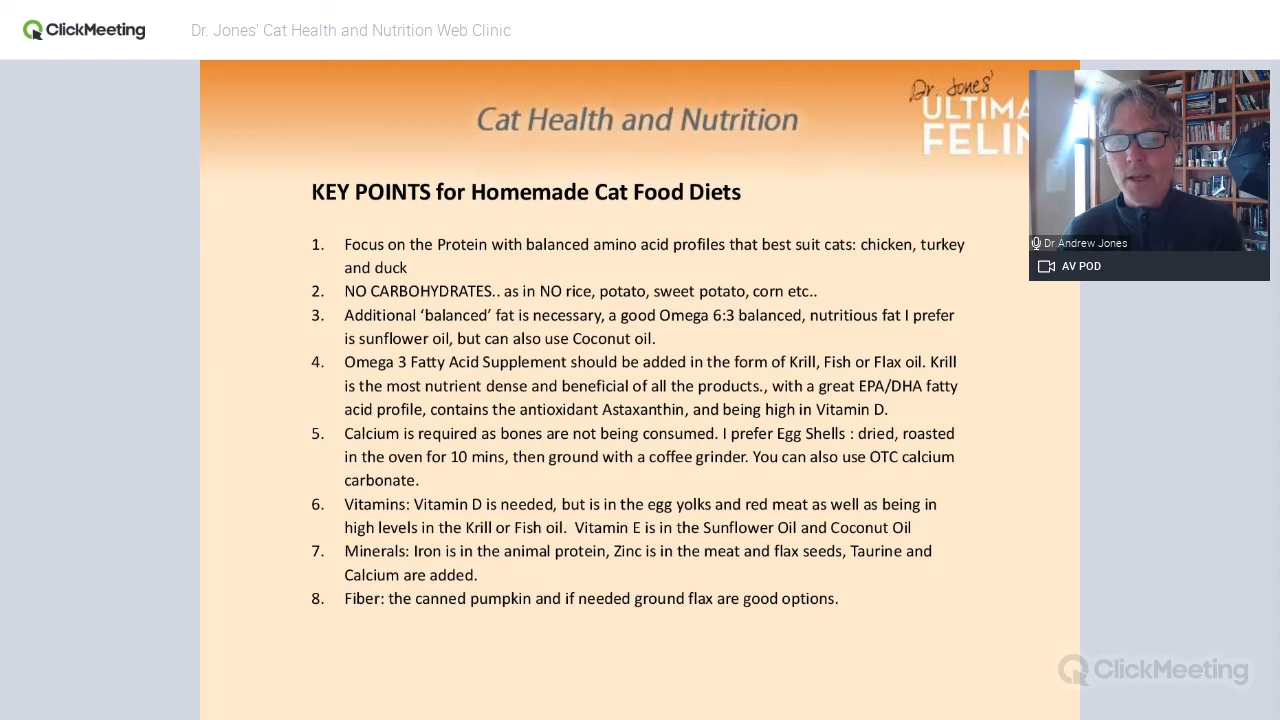 ClickMeeting
Dr. Jones' Cat Health and Nutrition Web Clinic
Dr. Jones'
ULTIMA
FELIN
Cat Health and Nutrition
Dr Andrew Jones
AV POD
KEY POINTS for Homemade Cat Food Diets
1. Focus on the Protein with balanced amino acid profiles that best suit cats: chicken, turkey
and duck
2. NO CARBOHYDRATES.. as in NO rice, potato, sweet potato, corn etc..
3. Additional ‘balanced’ fat is necessary, a good Omega 6:3 balanced, nutritious fat I prefer
is sunflower oil, but can also use Coconut oil.
4. Omega 3 Fatty Acid Supplement should be added in the form of Krill, Fish or Flax oil. Krill
is the most nutrient dense and beneficial of all the products., with a great EPA/DHA fatty
acid profile, contains the antioxidant Astaxanthin, and being high in Vitamin D.
5. Calcium is required as bones are not being consumed. I prefer Egg Shells : dried, roasted
in the oven for 10 mins, then ground with a coffee grinder. You can also use OTC calcium
carbonate.
6. Vitamins: Vitamin D is needed, but is in the egg yolks and red meat as well as being in
high levels in the Krill or Fish oil.  Vitamin E is in the Sunflower Oil and Coconut Oil
7. Minerals: Iron is in the animal protein, Zinc is in the meat and flax seeds, Taurine and
Calcium are added.
8. Fiber: the canned pumpkin and if needed ground flax are good options.
ClickMeeting